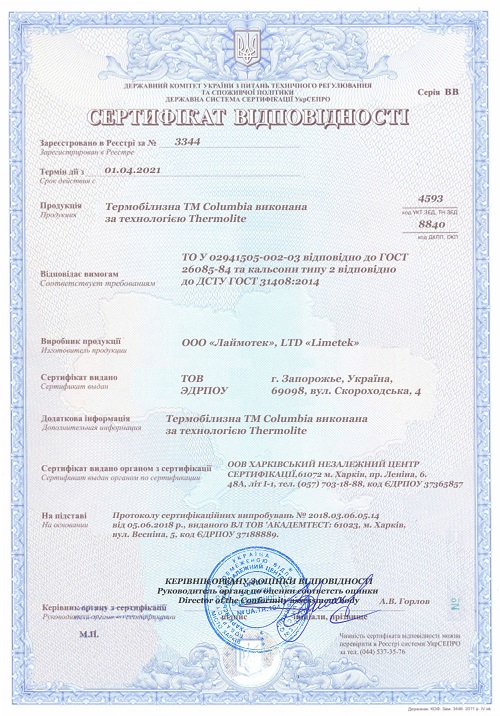 ДЕРЖАВНИЙ КОМІТЕТ УКРАЇНИ З ПИТАНЬ ТЕХНІЧНОГО РЕГУЛЮВАННЯ
ТА СПОЖИВЧОЇ ПОЛІТИКИ
ДЕРЖАВНА СИСТЕМА СЕРТИФІКАЦІЇ УкрСЕПРО
Серія ВВ
СЕРТИФІКАТ ВІДПОВІДНОСТІ
Зареєстровано в Реєстрі за № 3344
Зарегистрирован в Реестре
Термін дії з 01.04.2021
Срок действия с
4593
Продукція Термобілизна TM Columbia виконана
Продукция за технологією Thermolite
код УКТ ЗЕД, ТН ЗЕД
8840
код ДКПП, ОКП
ТО У 02941505-002-03 відповідно до ГОСТ
Відповідає вимогам 26085-84 та кальсони типу 2 відповідно
Соответствует требованиям до ДСТУ ГОСТ 31408:2014
Виробник продукції ООО «Лаймотек», LTD «Limetek»
Изготовитель продукции
Сертифікат видано ТОВ г. Запорожье, Україна,
Сертификат выдан ЭДРПОУ 69098, вул. Скороходська, 4
Додаткова інформація Термобілизна TM Columbia виконана
Дополнительная информация за технологією Thermolite
ООВ ХАРКІВСЬКИЙ НЕЗАЛЕЖНИЙ ЦЕНТР
Сертифікат видано органом з сертифікації СЕРТИФІКАЦІЇ,61072 м. Харків, пр. Леніна, 6.
Сертификат выдан органом по сертификации 48А, літ І-1, тел. (057) 703-18-88, код ЄДРПОУ 37365857
На підставі Протоколу сертифікаційних випробувань № 2018.03.06.05.14
На основании від 05.06.2018 р., виданого ВЛ ТОВ 'АКАДЕМТЕСТ: 61023, м. Харків,
вул. Весніна, 5, код ЄДРПОУ 37188889.
КЕРІВНИК ОРГАНУ З ОЦІНКИ ВІДПОВІДНОСТІ
Руководитель органа по оценки соответсте оценки
Director of the Conformity assessment body
Керівник органу з сертифікації А.В. Горлов
Руководитель органа по сертификации підпис ініціали, прізвище
М.П.
Чинність сертифіката відповідності можна
перевірити в Реєстрі системи УкрСЕПРО
за тел. (044) 537-35-76